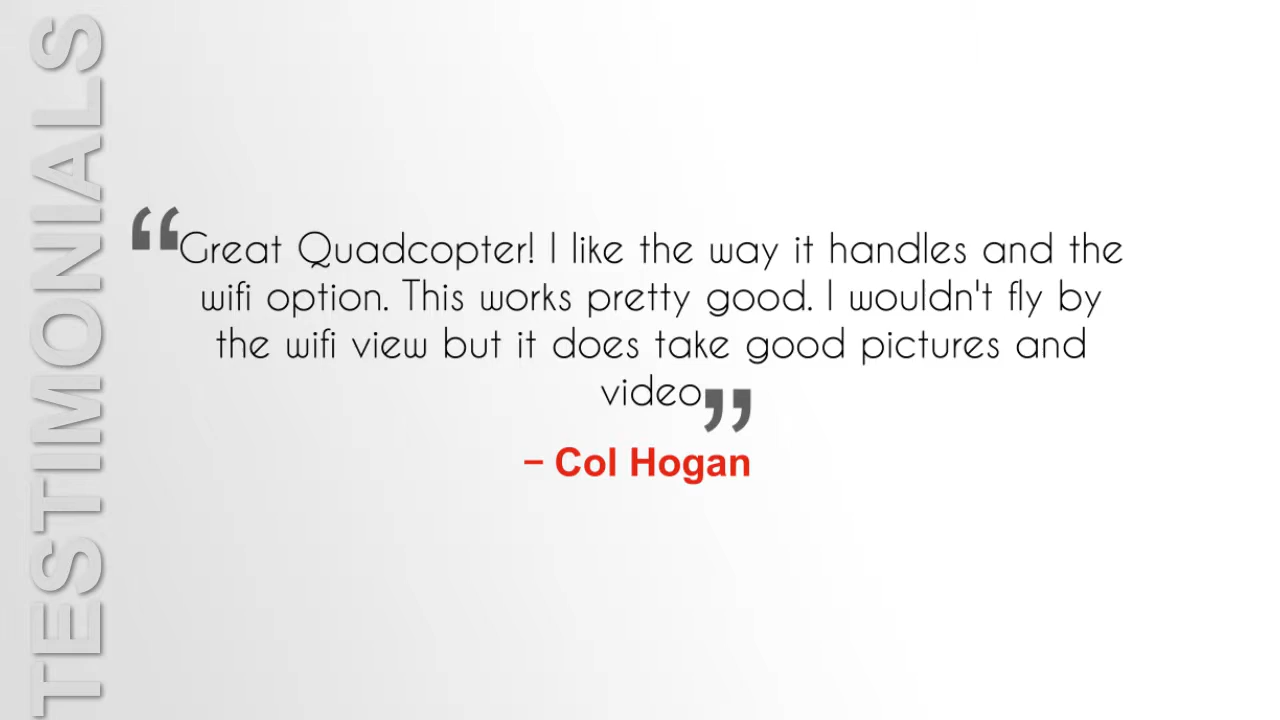 TESTIMONIALS
“Great Quadcopter! I like the way it handles and the
wifi option. This works pretty good. I wouldn't fly by
the wifi view but it does take good pictures and
video”
– Col Hogan